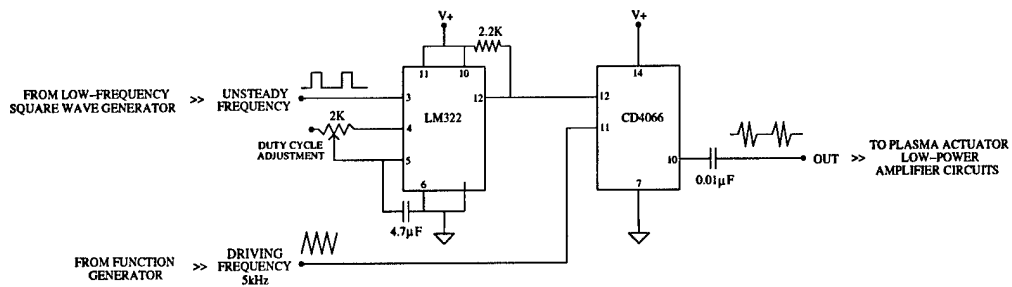 V+
V+
2.2K
11
10
14
FROM LOW-FREQUENCY
SQUARE WAVE GENERATOR
>>
UNSTEADY
FREQUENCY
3
12
12
LM322
CD4066
2K
4
11
DUTY CYCLE
ADJUSTMENT
5
10
OUT
>>
TO PLASMA ACTUATOR
LOW-POWER
AMPLIFIER CIRCUITS
0.01µF
6
1
7
4.7µF
FROM FUNCTION
GENERATOR
>>
DRIVING
FREQUENCY
5kHz